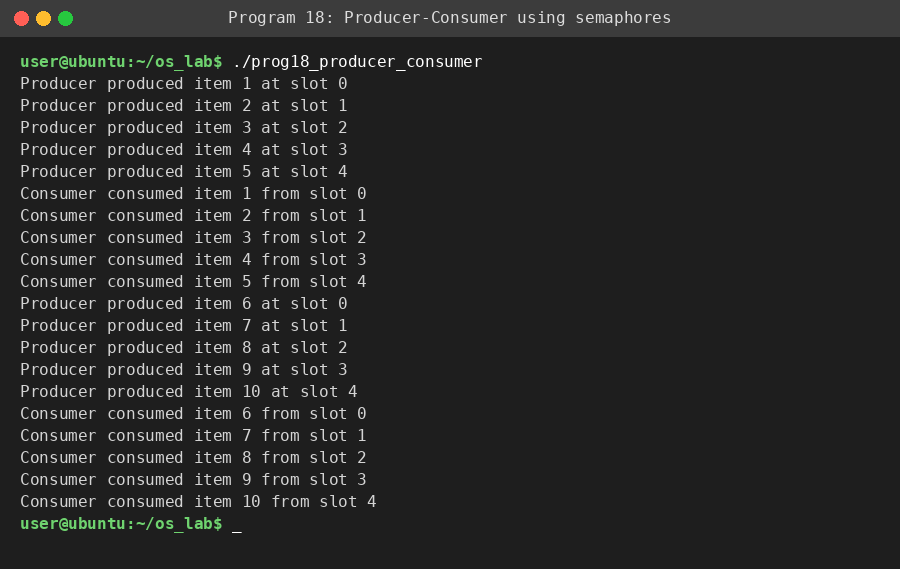 Program 18: Producer-Consumer using semaphores
user@ubuntu:~/os_lab$ ./prog18_producer_consumer
Producer produced item 1 at slot 0
Producer produced item 2 at slot 1
Producer produced item 3 at slot 2
Producer produced item 4 at slot 3
Producer produced item 5 at slot 4
Consumer consumed item 1 from slot 0
Consumer consumed item 2 from slot 1
Consumer consumed item 3 from slot 2
Consumer consumed item 4 from slot 3
Consumer consumed item 5 from slot 4
Producer produced item 6 at slot 0
Producer produced item 7 at slot 1
Producer produced item 8 at slot 2
Producer produced item 9 at slot 3
Producer produced item 10 at slot 4
Consumer consumed item 6 from slot 0
Consumer consumed item 7 from slot 1
Consumer consumed item 8 from slot 2
Consumer consumed item 9 from slot 3
Consumer consumed item 10 from slot 4
user@ubuntu:~/os_lab$ _